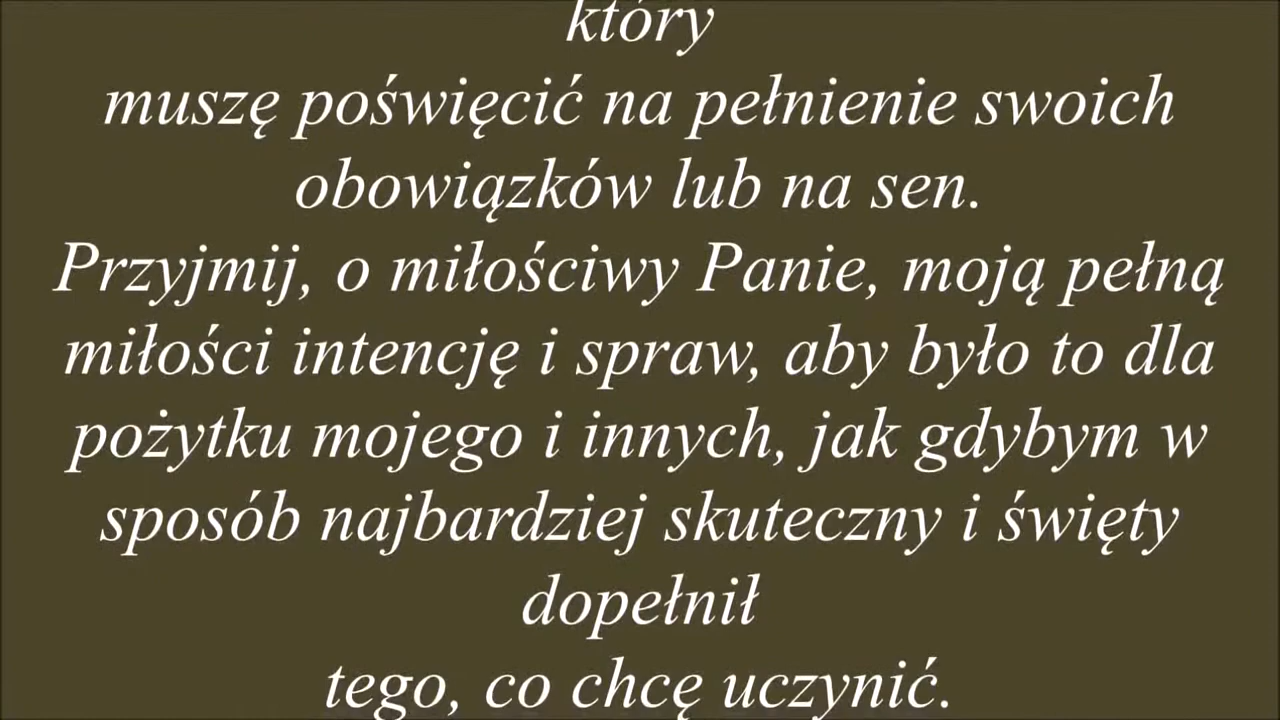 który
muszę poświęcić na pełnienie swoich
obowiązków lub na sen.
Przyjmij, o miłościwy Panie, moją pełną
miłości intencję i spraw, aby było to dla
pożytku mojego i innych, jak gdybym w
sposób najbardziej skuteczny i święty
dopełnił
tego, co chcę uczynić.